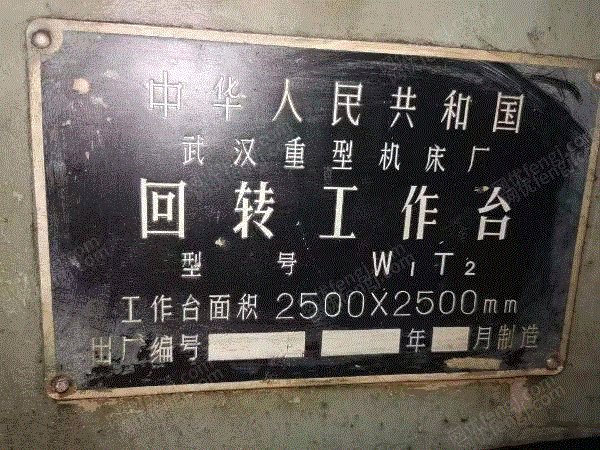 中华人民共和国
武汉重型机床厂
回转工作台
型 号 W₁T₂
工作台面积 2500X2500mm
出厂编号 年 月制造